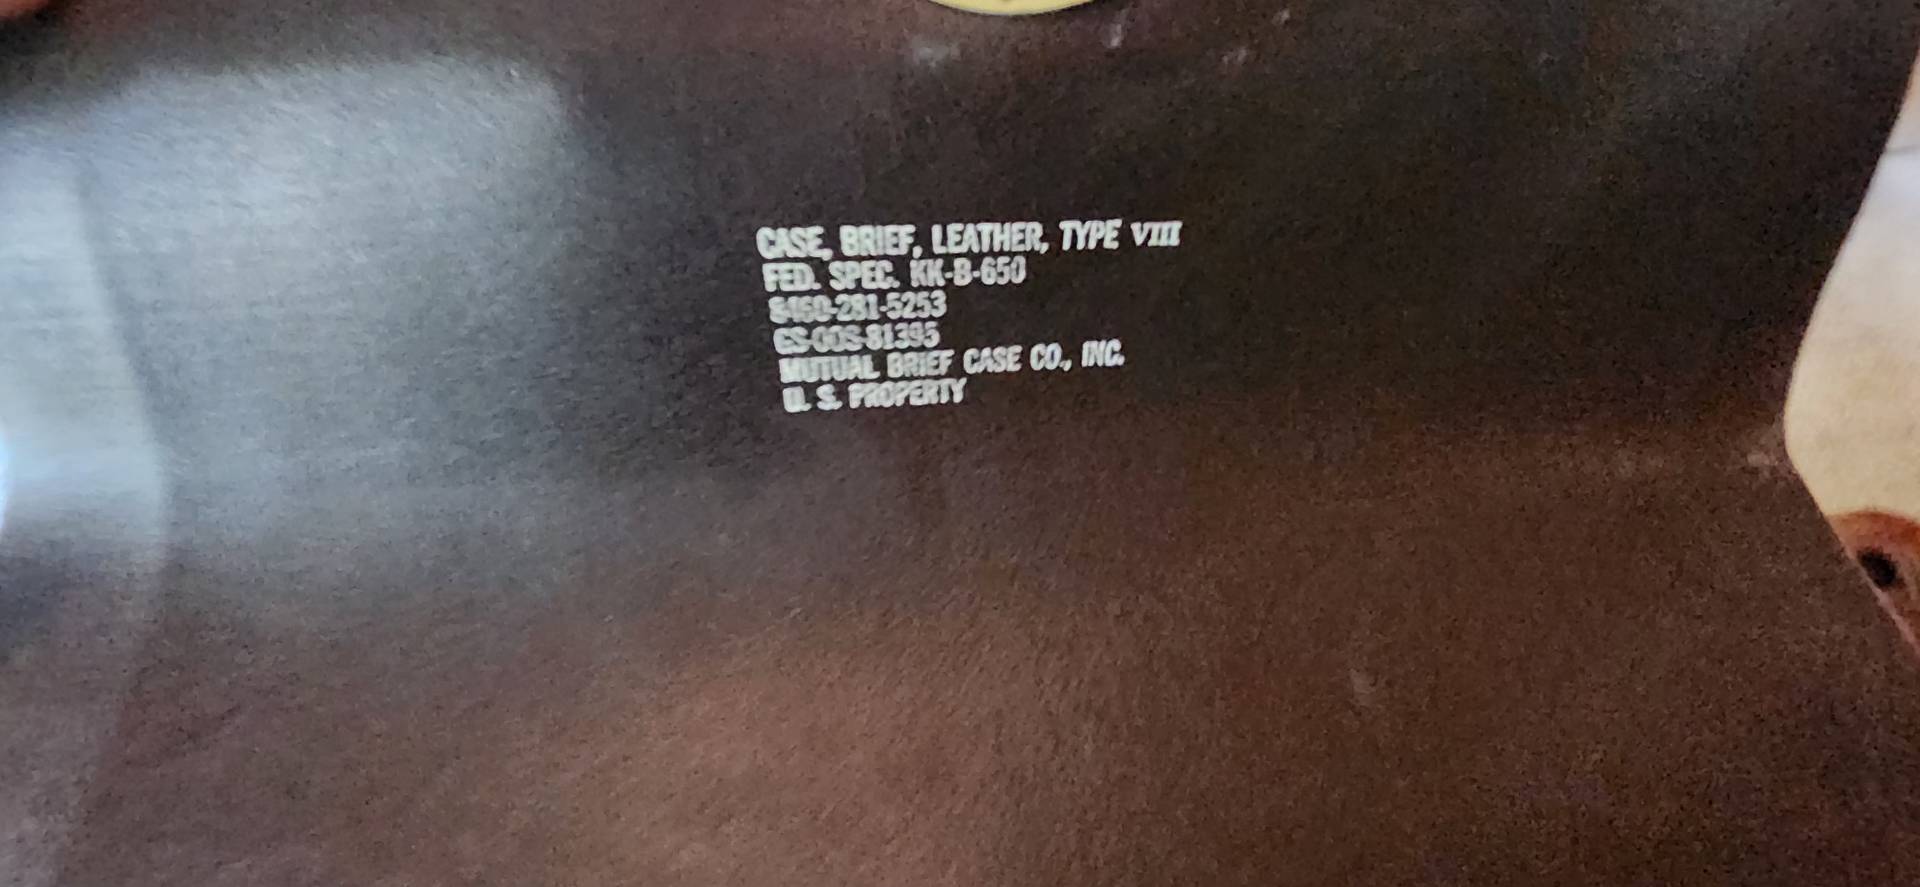 CASE, BRIEF, LEATHER, TYPE VIII
FED. SPEC. KK-B-650
8460-281-5253
GS-00S-81395
MUTUAL BRIEF CASE CO., INC.
U. S. PROPERTY